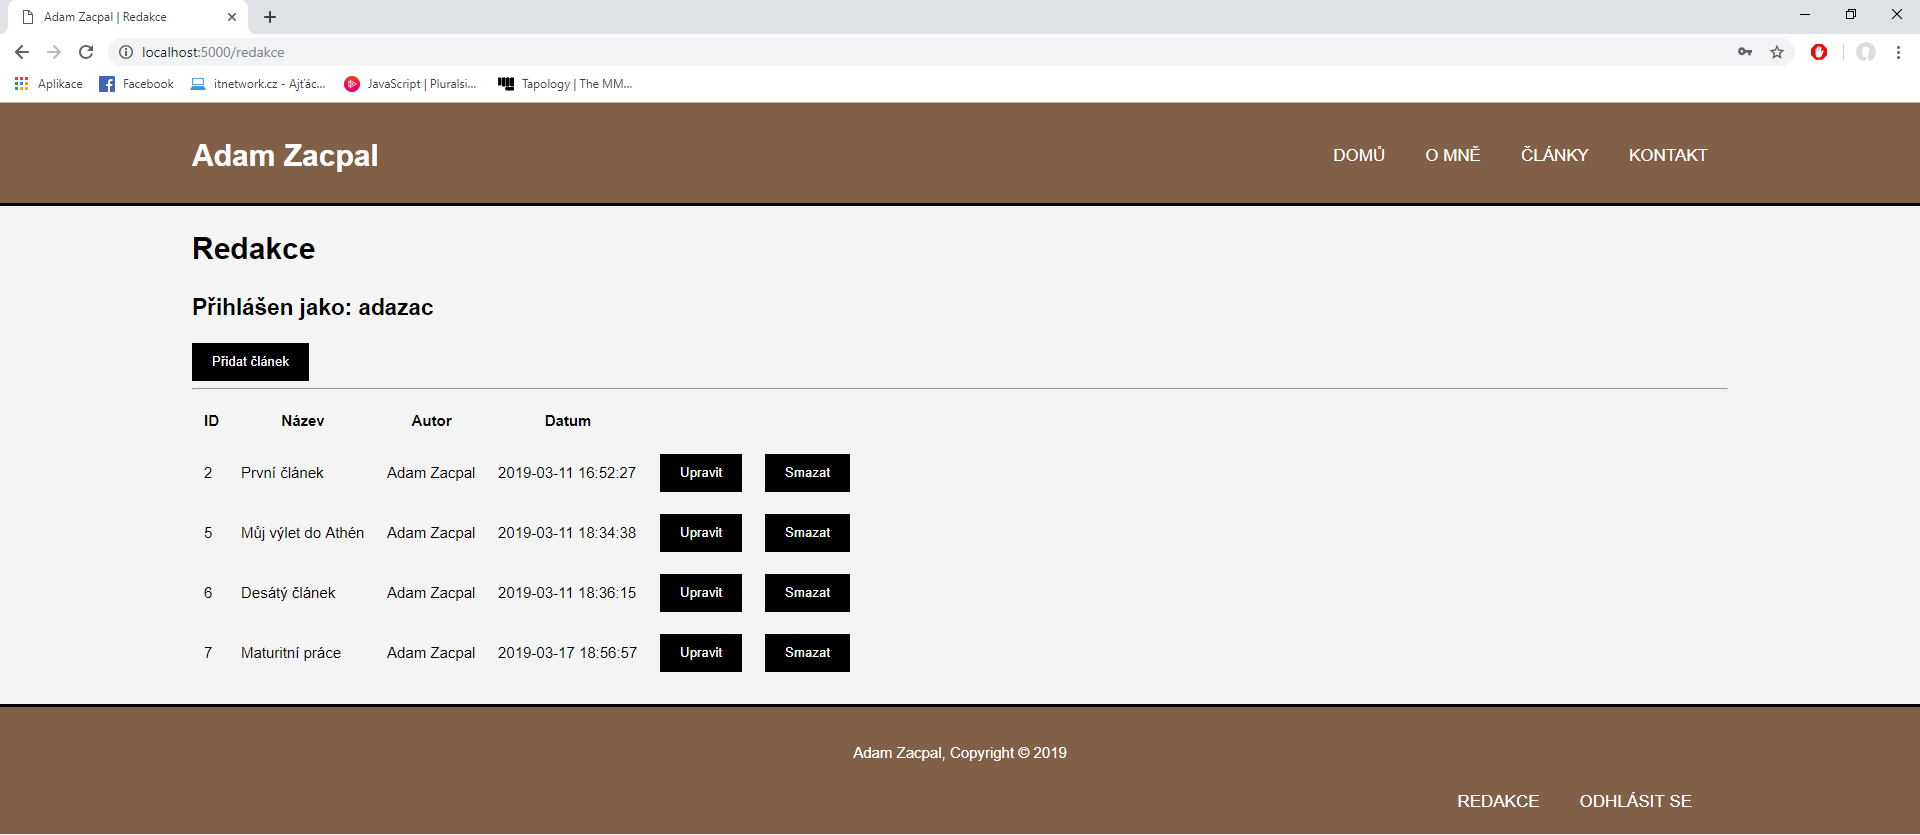 Adam Zacpal | Redakce
localhost:5000/redakce
Aplikace Facebook itnetwork.cz - Ajťác... JavaScript | Pluralsi... Tapology | The MM...
Adam Zacpal DOMŮ O MNĚ ČLÁNKY KONTAKT
Redakce
Přihlášen jako: adazac
Přidat článek
ID Název Autor Datum
2 První článek Adam Zacpal 2019-03-11 16:52:27 Upravit Smazat
5 Můj výlet do Athén Adam Zacpal 2019-03-11 18:34:38 Upravit Smazat
6 Desátý článek Adam Zacpal 2019-03-11 18:36:15 Upravit Smazat
7 Maturitní práce Adam Zacpal 2019-03-17 18:56:57 Upravit Smazat
Adam Zacpal, Copyright © 2019
REDAKCE ODHLÁSIT SE